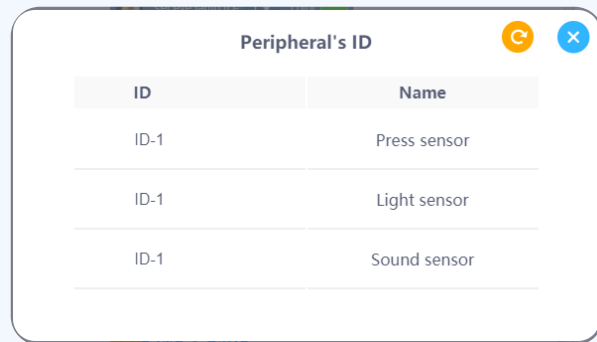 Peripheral's ID
ID Name
ID-1 Press sensor
ID-1 Light sensor
ID-1 Sound sensor